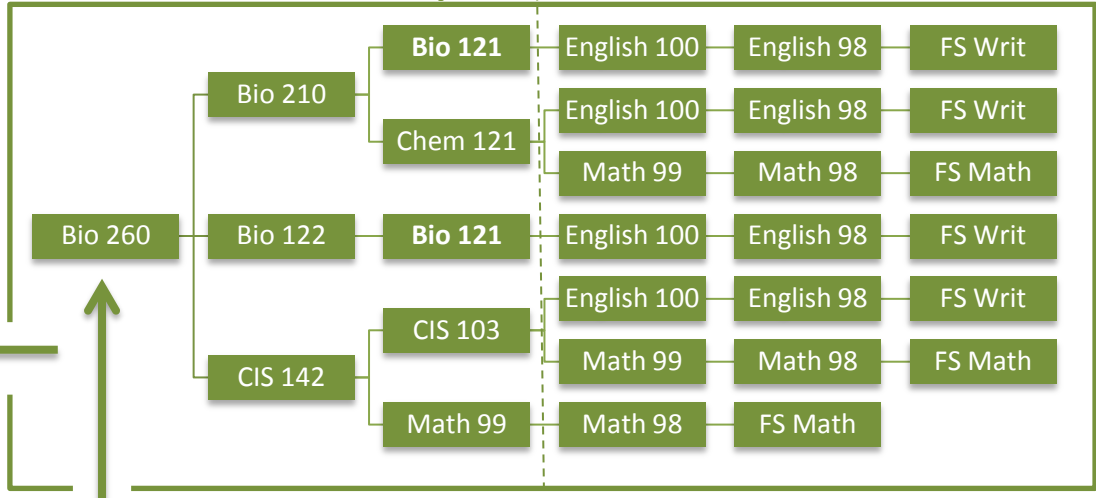 Bio 121 English 100 English 98 FS Writ
Bio 210
English 100 English 98 FS Writ
Chem 121
Math 99 Math 98 FS Math
Bio 260 Bio 122 Bio 121 English 100 English 98 FS Writ
English 100 English 98 FS Writ
CIS 103
Math 99 Math 98 FS Math
CIS 142
Math 99 Math 98 FS Math